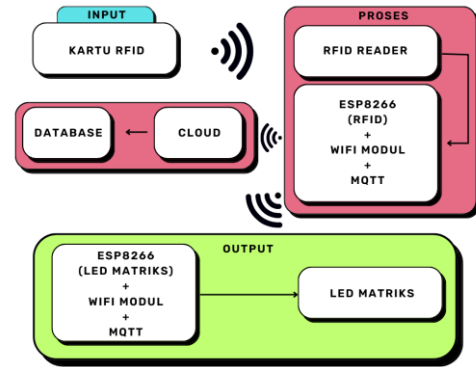 INPUT
KARTU RFID
PROSES
RFID READER
ESP8266
(RFID)
+
WIFI MODUL
+
MQTT
DATABASE
CLOUD
OUTPUT
ESP8266
(LED MATRIKS)
+
WIFI MODUL
+
MQTT
LED MATRIKS